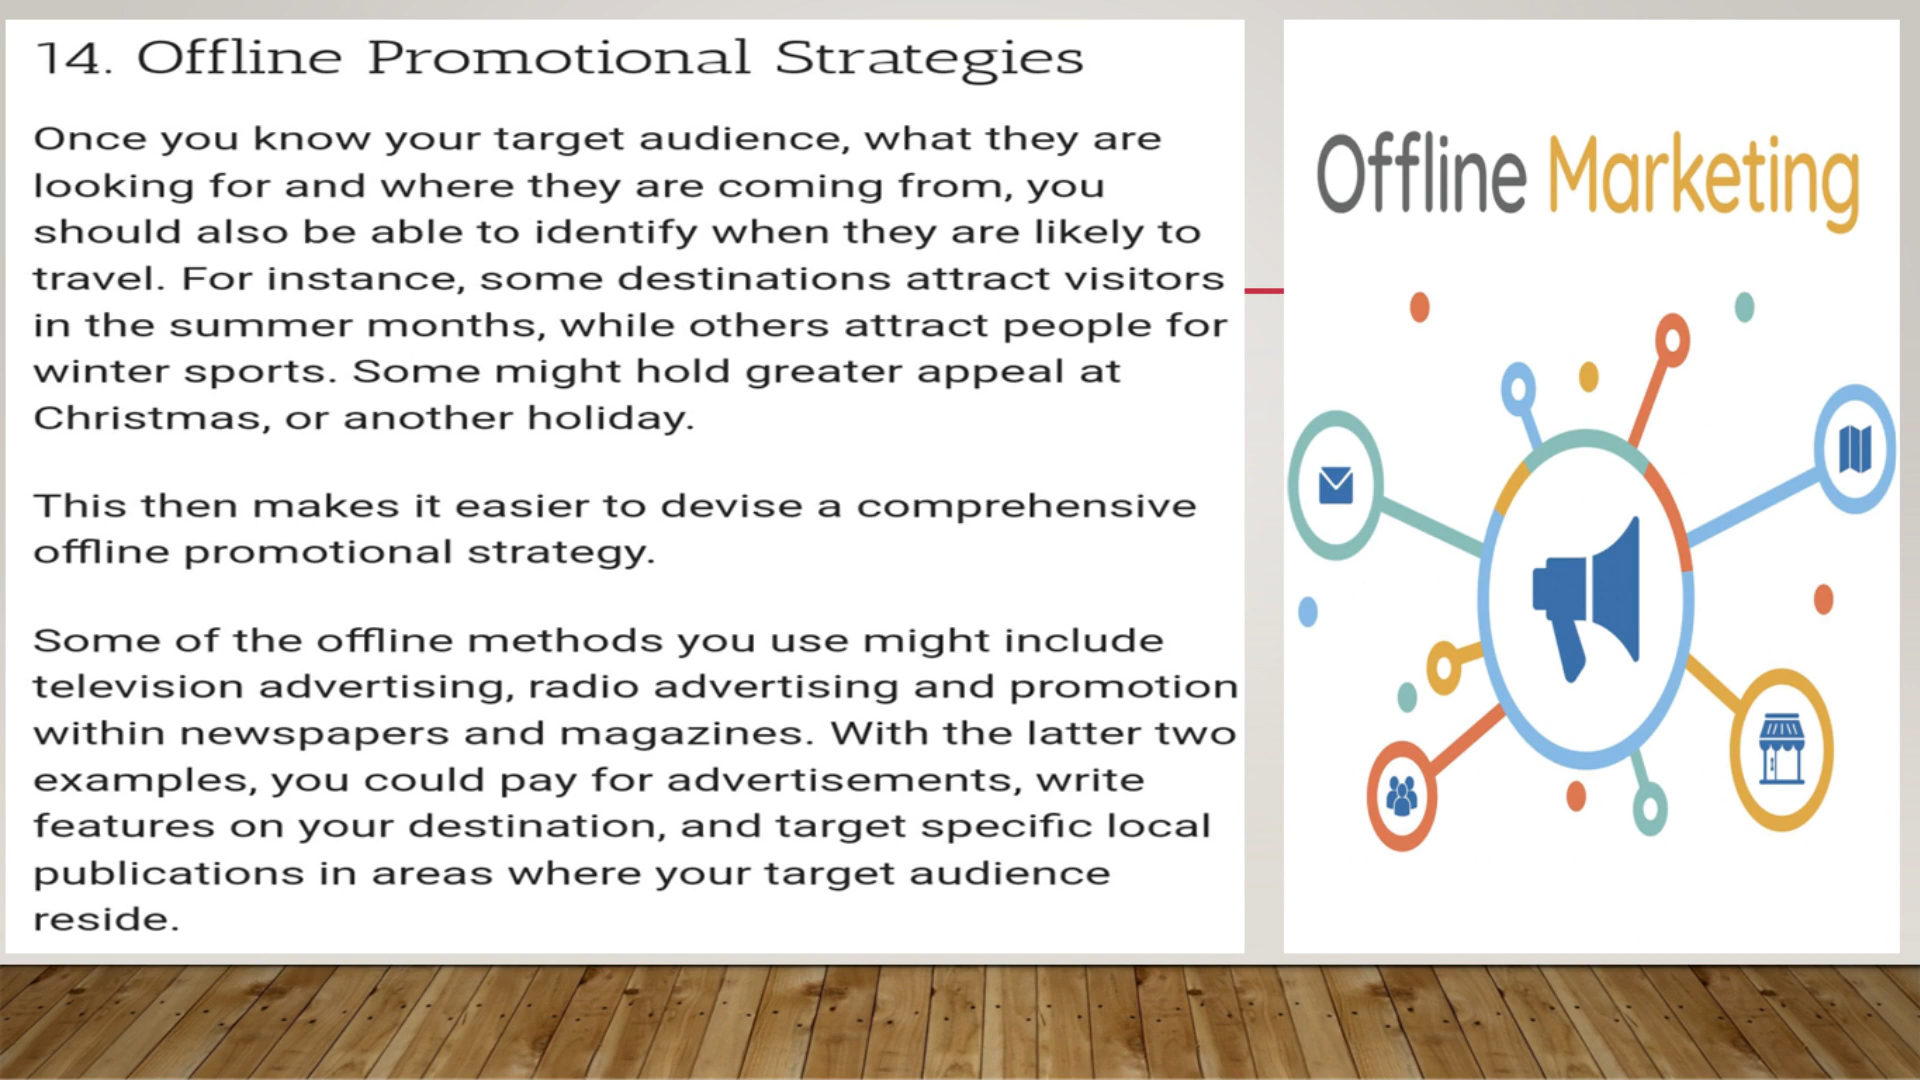 14. Offline Promotional Strategies
Once you know your target audience, what they are
looking for and where they are coming from, you
should also be able to identify when they are likely to
travel. For instance, some destinations attract visitors
in the summer months, while others attract people for
winter sports. Some might hold greater appeal at
Christmas, or another holiday.
This then makes it easier to devise a comprehensive
offline promotional strategy.
Some of the offline methods you use might include
television advertising, radio advertising and promotion
within newspapers and magazines. With the latter two
examples, you could pay for advertisements, write
features on your destination, and target specific local
publications in areas where your target audience
reside.
Offline Marketing